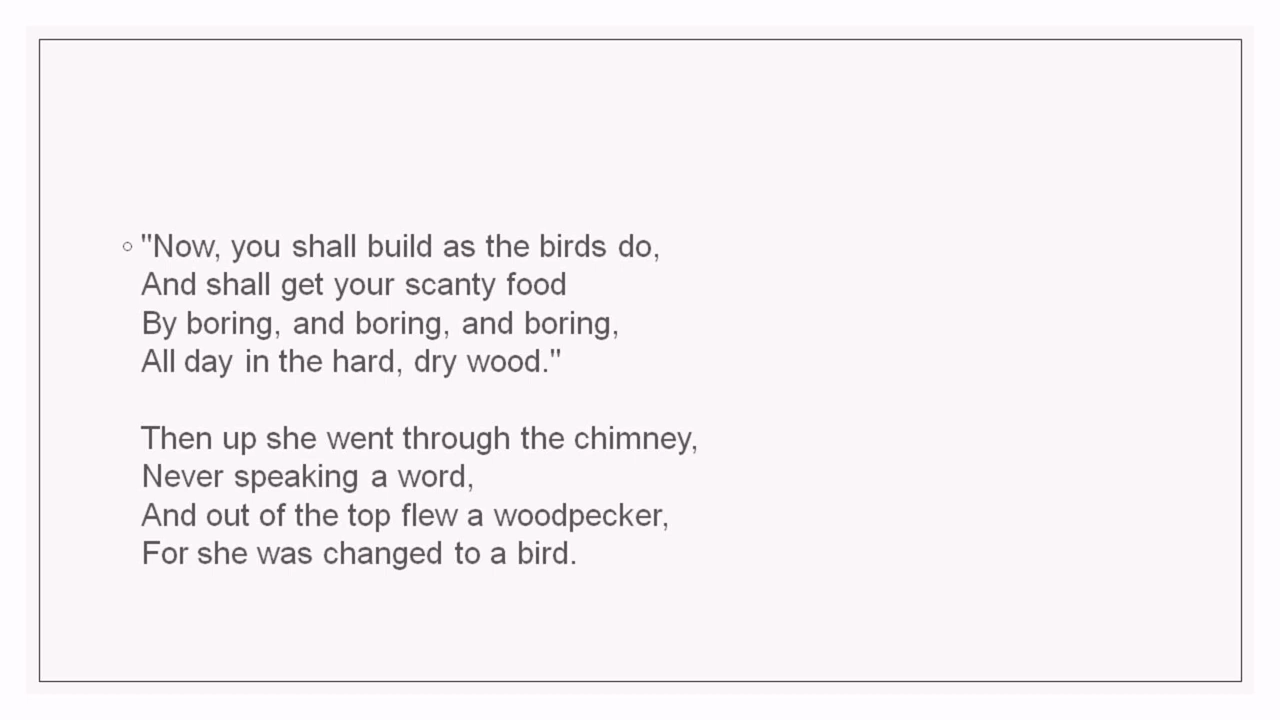 "Now, you shall build as the birds do,
And shall get your scanty food
By boring, and boring, and boring,
All day in the hard, dry wood."
Then up she went through the chimney,
Never speaking a word,
And out of the top flew a woodpecker,
For she was changed to a bird.